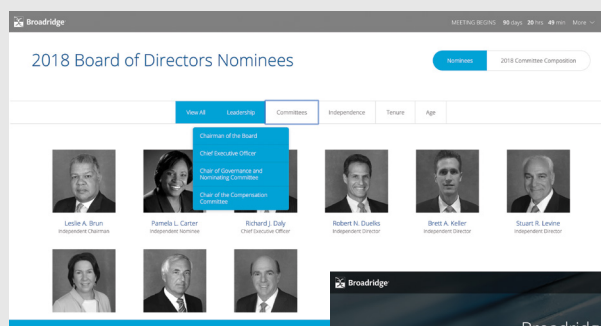 Broadridge
MEETING BEGINS 90 days 20 hrs 49 min More
2018 Board of Directors Nominees
Nominees
2018 Committee Composition
View All
Leadership
Committees
Independence
Tenure
Age
Chairman of the Board
Chief Executive Officer
Chair of Governance and
Nominating Committee
Chair of the Compensation
Committee
Leslie A. Brun
Independent Chairman
Pamela L. Carter
Independent Nominee
Richard J. Daly
Chief Executive Officer
Robert N. Duelks
Independent Director
Brett A. Keller
Independent Director
Stuart R. Levine
Independent Director
Broadridge